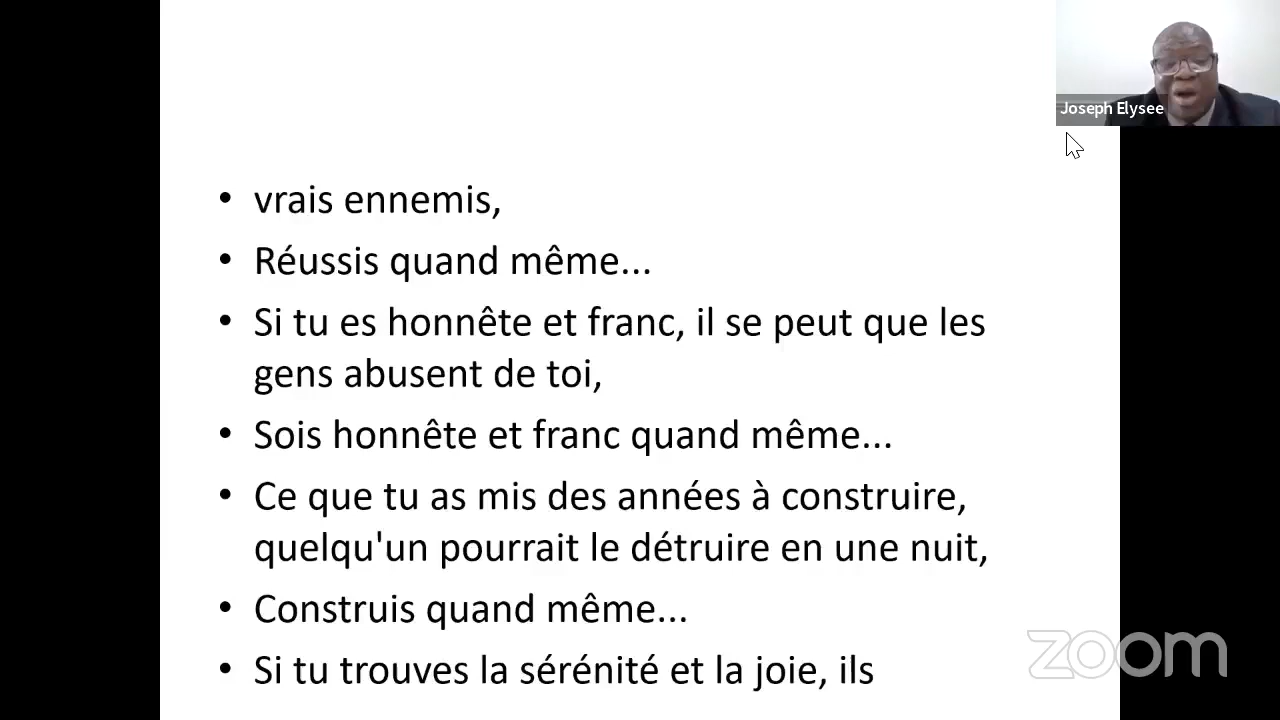 Joseph Elysee
• vrais ennemis,
• Réussis quand même...
• Si tu es honnête et franc, il se peut que les
gens abusent de toi,
• Sois honnête et franc quand même...
• Ce que tu as mis des années à construire,
quelqu'un pourrait le détruire en une nuit,
• Construis quand même...
• Si tu trouves la sérénité et la joie, ils
zoom